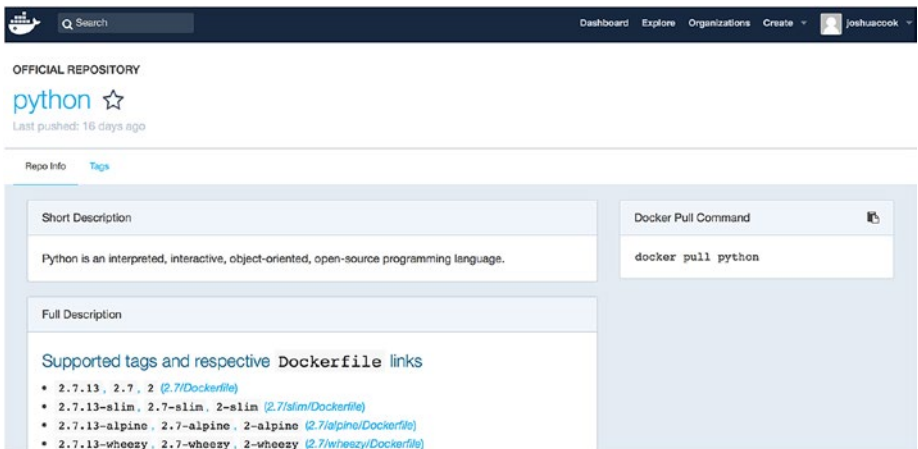 Search Dashboard Explore Organizations Create joshuacook
OFFICIAL REPOSITORY
python
Last pushed: 16 days ago
Repo Info Tags
Short Description
Python is an interpreted, interactive, object-oriented, open-source programming language.
Docker Pull Command
docker pull python
Full Description
Supported tags and respective Dockerfile links
• 2.7.13, 2.7, 2 (2.7/Dockerfile)
• 2.7.13-slim, 2.7-slim, 2-slim (2.7/slim/Dockerfile)
• 2.7.13-alpine, 2.7-alpine, 2-alpine (2.7/alpine/Dockerfile)
• 2.7.13-wheezy, 2.7-wheezy, 2-wheezy (2.7/wheezy/Dockerfile)